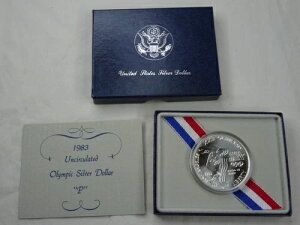 United States Silver Dollar
1983
Uncirculated
Olympic Silver Dollar
"P"